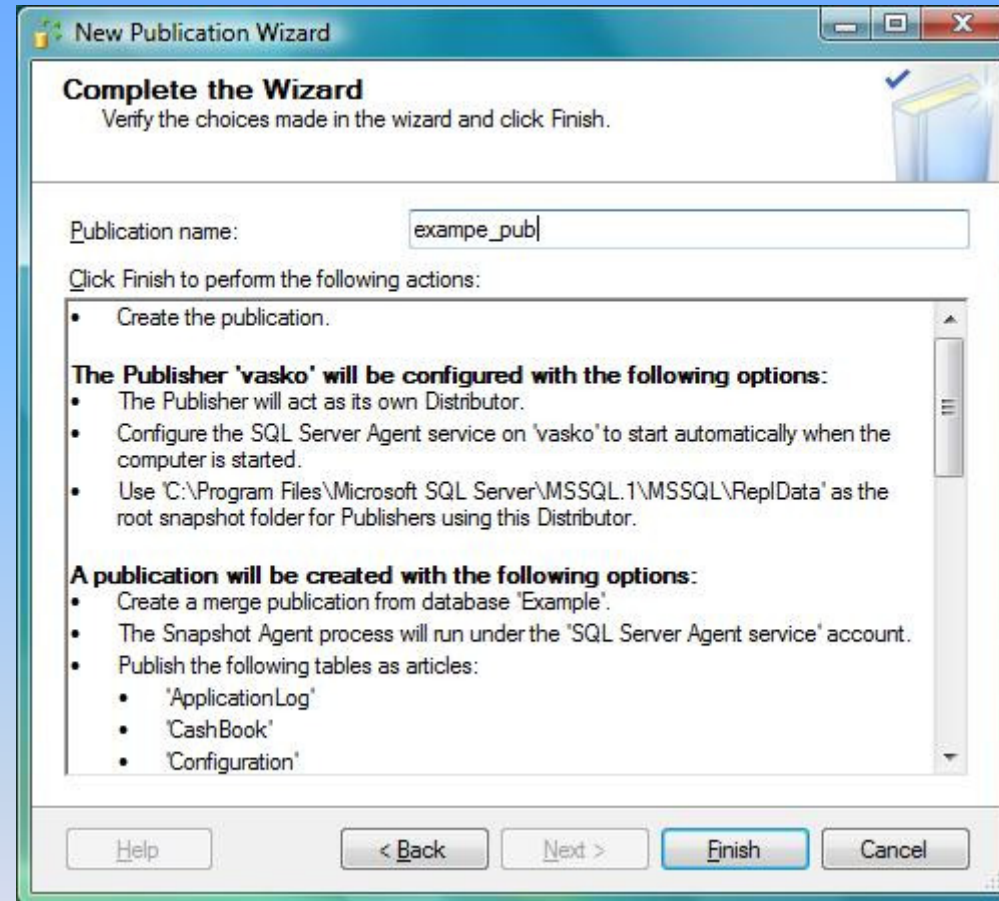 New Publication Wizard
Complete the Wizard
Verify the choices made in the wizard and click Finish.
Publication name:
exampe_pub
Click Finish to perform the following actions:
• Create the publication.
The Publisher 'vasko' will be configured with the following options:
• The Publisher will act as its own Distributor.
• Configure the SQL Server Agent service on 'vasko' to start automatically when the
computer is started.
• Use 'C:\Program Files\Microsoft SQL Server\MSSQL.1\MSSQL\ReplData' as the
root snapshot folder for Publishers using this Distributor.
A publication will be created with the following options:
• Create a merge publication from database 'Example'.
• The Snapshot Agent process will run under the 'SQL Server Agent service' account.
• Publish the following tables as articles:
• 'ApplicationLog'
• 'CashBook'
• 'Configuration'
Help
< Back
Next >
Finish
Cancel